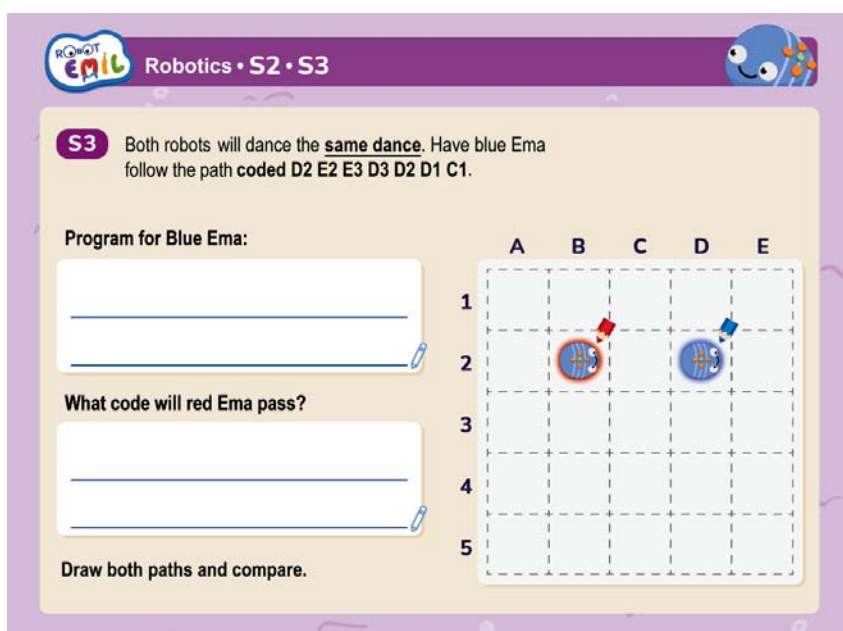 ROBOT
EMIL
Robotics • S2 • S3
S3
Both robots will dance the same dance. Have blue Ema
follow the path coded D2 E2 E3 D3 D2 D1 C1.
Program for Blue Ema:
What code will red Ema pass?
Draw both paths and compare.
A B C D E
1
2
3
4
5